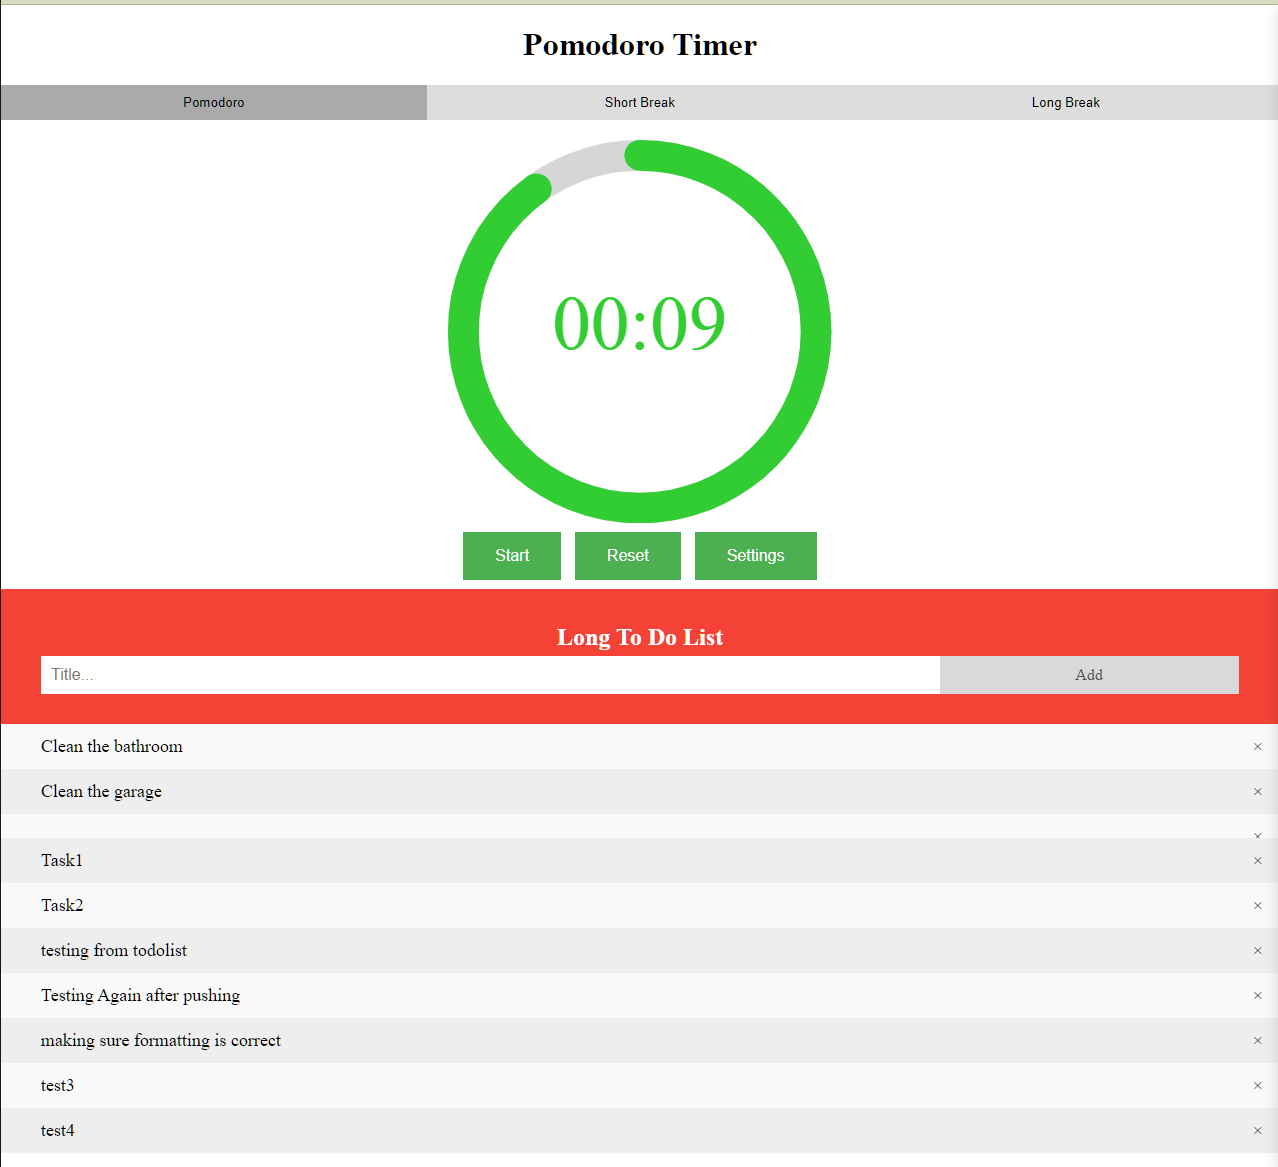 Pomodoro Timer
Pomodoro Short Break Long Break
00:09
Start Reset Settings
Long To Do List
Title... Add
Clean the bathroom ×
Clean the garage ×
×
Task1 ×
Task2 ×
testing from todolist ×
Testing Again after pushing ×
making sure formatting is correct ×
test3 ×
test4 ×